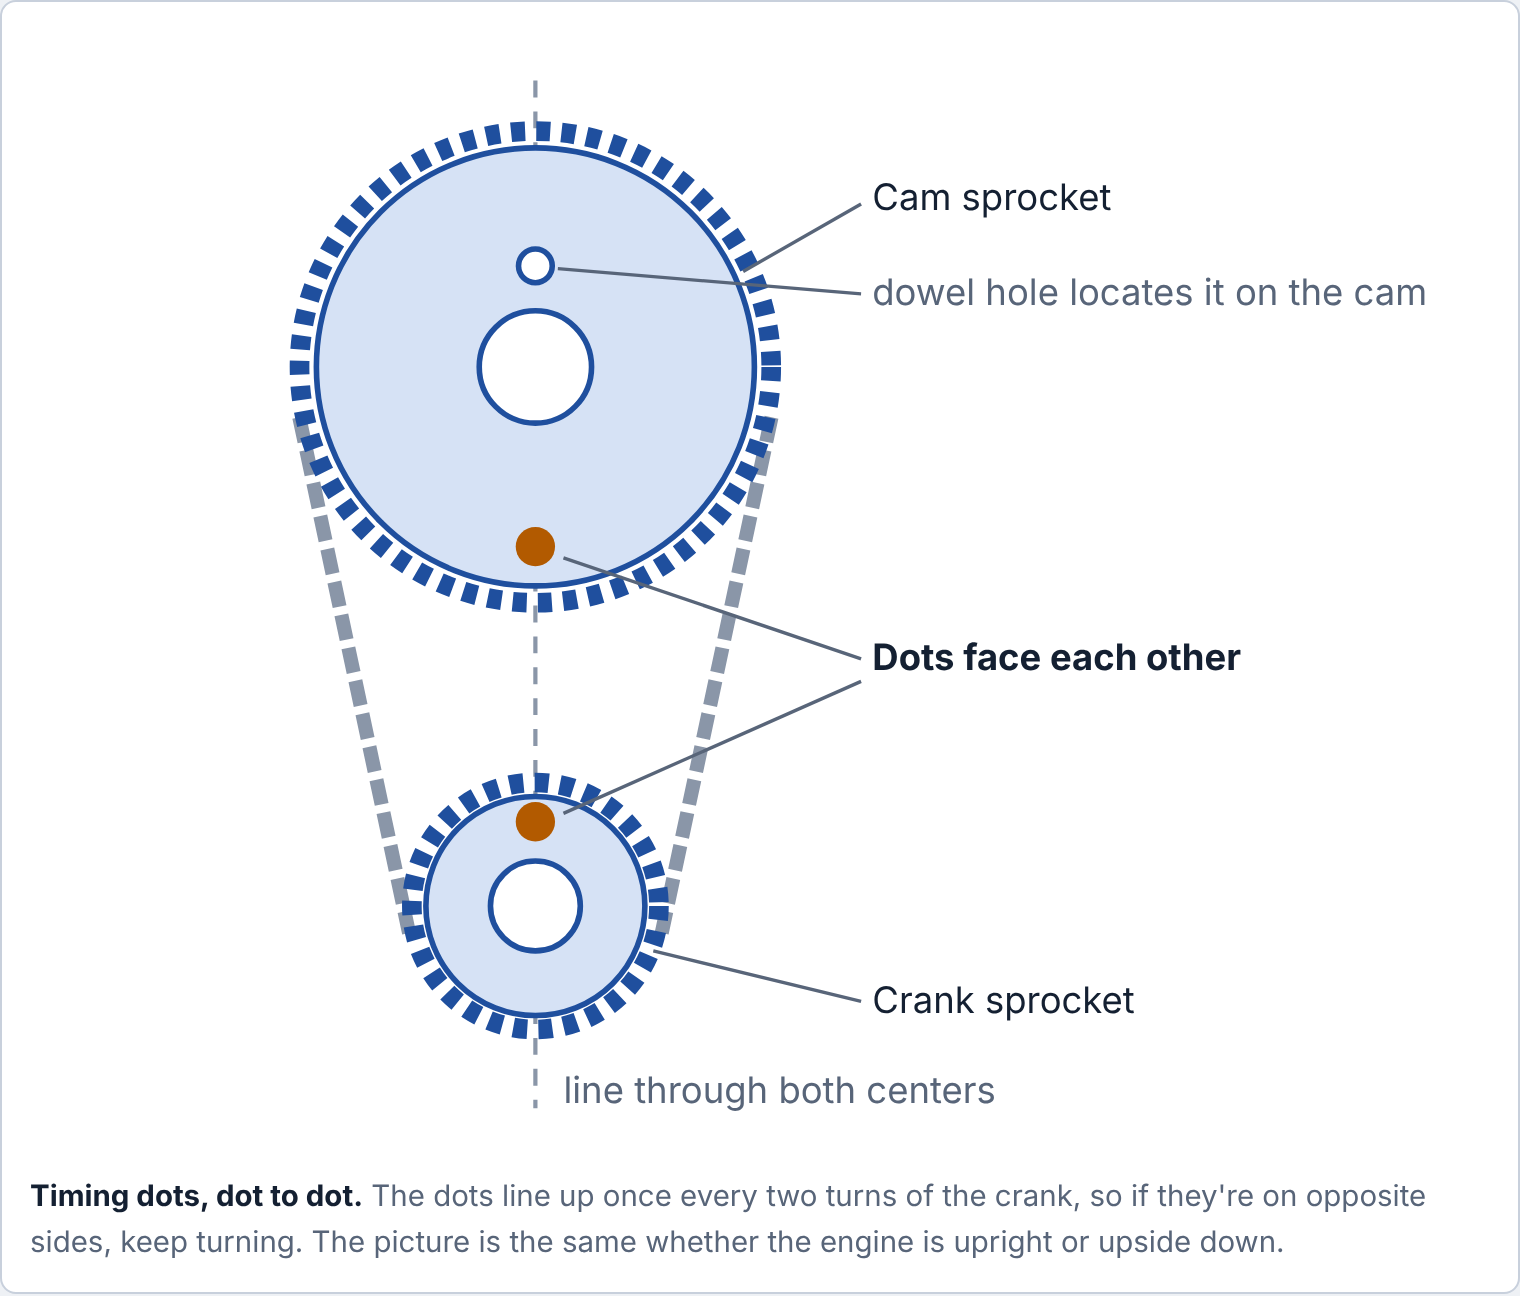 Cam sprocket
dowel hole locates it on the cam
Dots face each other
Crank sprocket
line through both centers
Timing dots, dot to dot. The dots line up once every two turns of the crank, so if they're on opposite
sides, keep turning. The picture is the same whether the engine is upright or upside down.